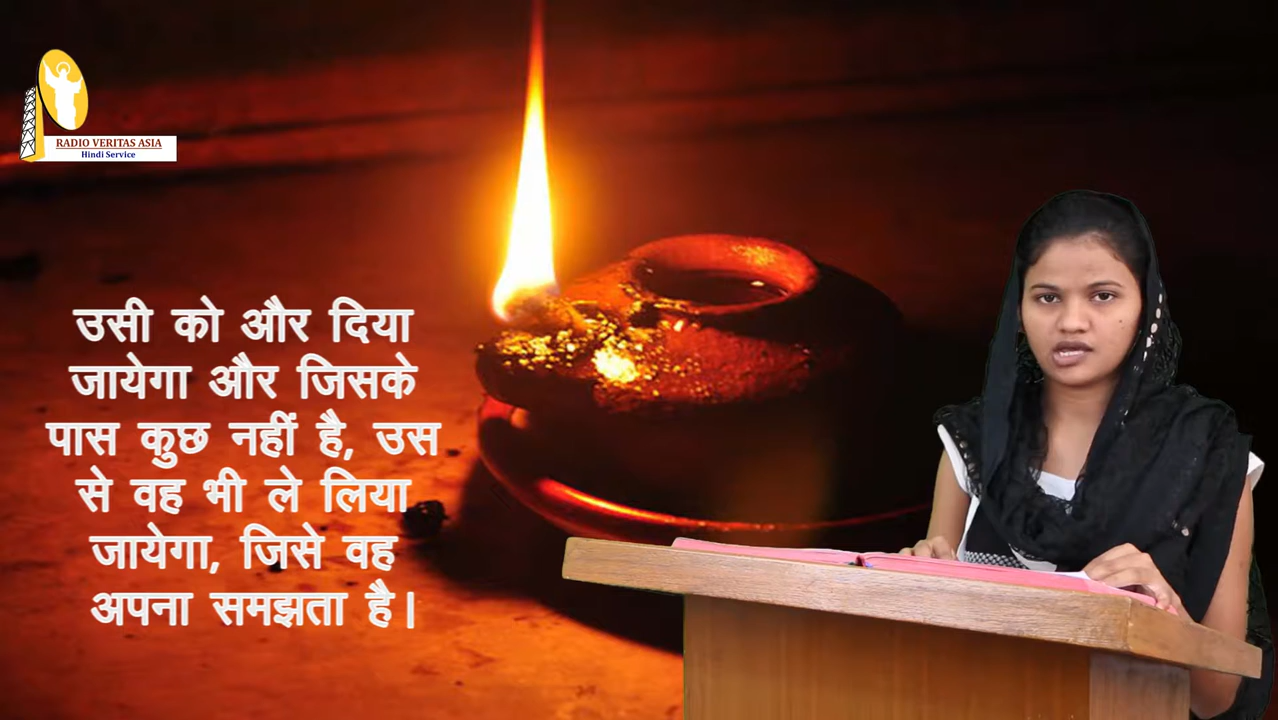 RADIO VERITAS ASIA
Hindi Service
उसी को और दिया
जायेगा और जिसके
पास कुछ नहीं है, उस
से वह भी ले लिया
जायेगा, जिसे वह
अपना समझता है।